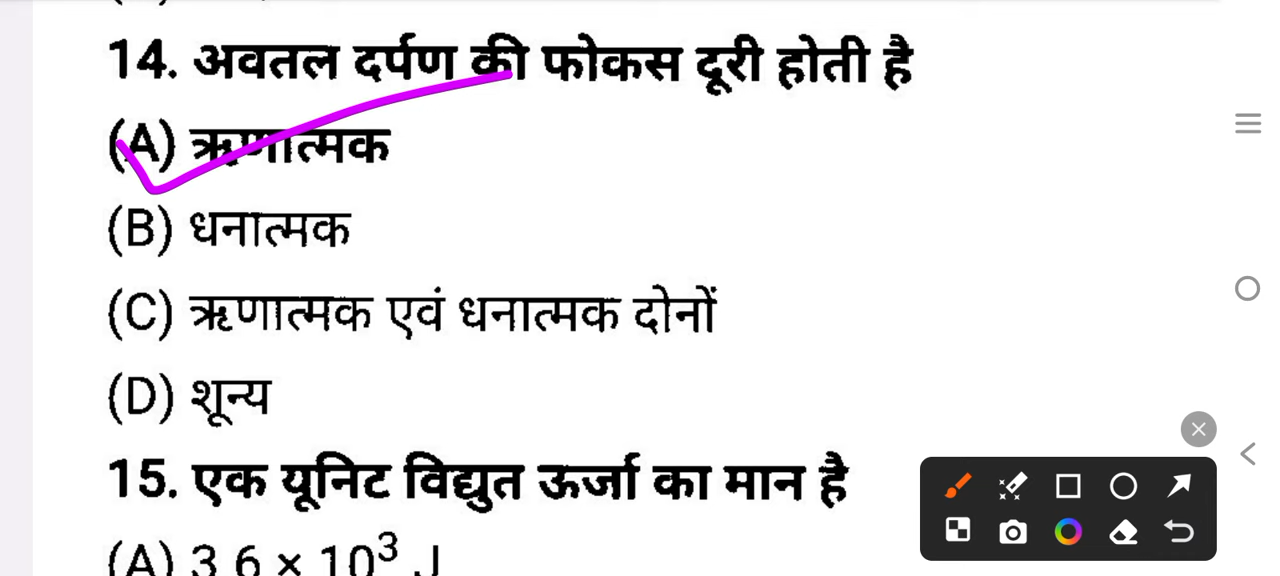 14. अवतल दर्पण की फोकस दूरी होती है
(A) ऋणात्मक
(B) धनात्मक
(C) ऋणात्मक एवं धनात्मक दोनों
(D) शून्य
15. एक यूनिट विद्युत ऊर्जा का मान है
(A) 3 6 × 10³ J